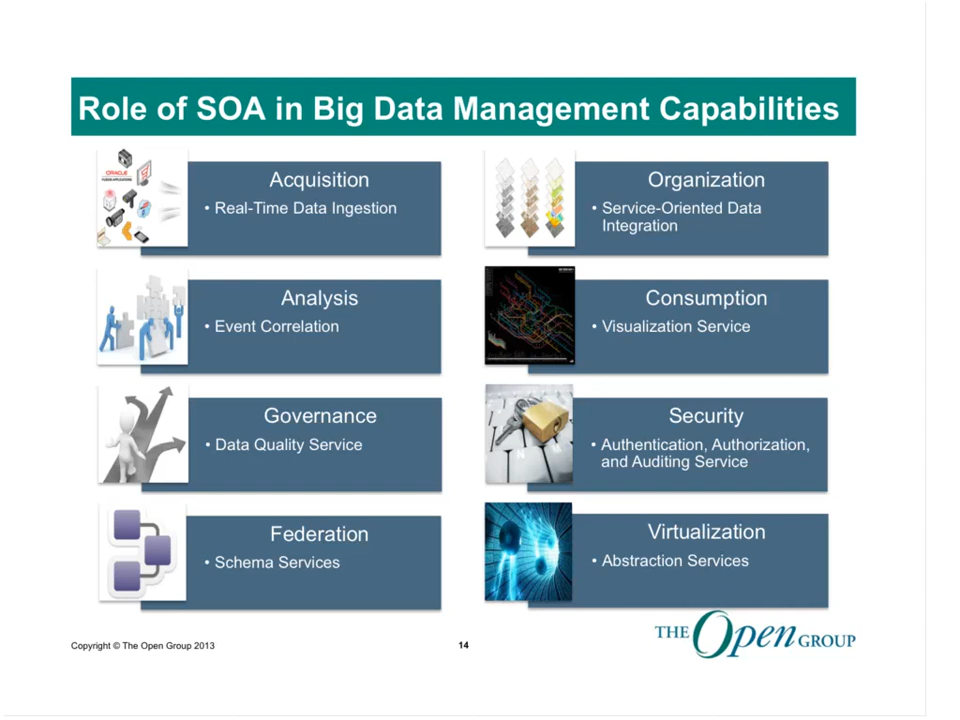 Role of SOA in Big Data Management Capabilities
ORACLE
Acquisition
• Real-Time Data Ingestion
Organization
• Service-Oriented Data
Integration
Analysis
• Event Correlation
Consumption
• Visualization Service
Governance
• Data Quality Service
Security
• Authentication, Authorization,
and Auditing Service
N
M
Federation
• Schema Services
Virtualization
• Abstraction Services
Copyright © The Open Group 2013
14
THE Open GROUP